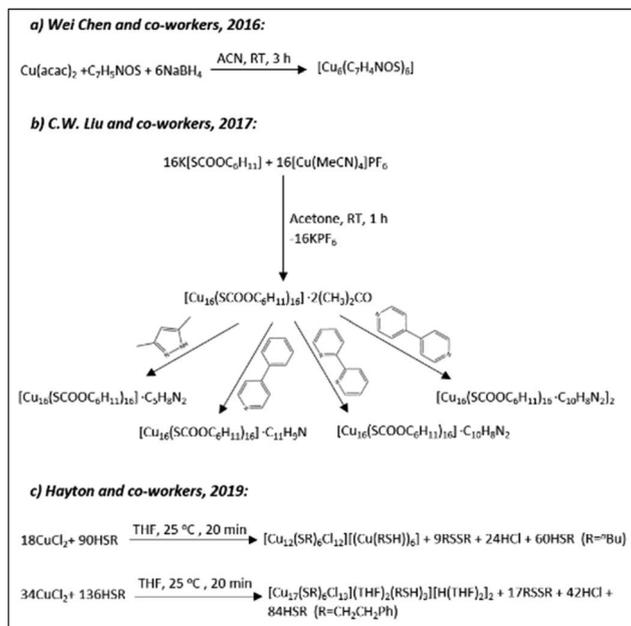 a) Wei Chen and co-workers, 2016:
ACN, RT, 3 h
Cu(acac)₂ +C₇H₅NOS + 6NaBH₄ [Cu₆(C₇H₄NOS)₆]
b) C.W. Liu and co-workers, 2017:
16K[SCOOC₆H₁₁] + 16[Cu(MeCN)₄]PF₆
Acetone, RT, 1 h
-16KPF₆
[Cu₁₆(SCOOC₆H₁₁)₁₆]·2(CH₃)₂CO
[Cu₁₆(SCOOC₆H₁₁)₁₆]·C₅H₈N₂ [Cu₁₆(SCOOC₆H₁₁)₁₆·C₁₀H₈N₂]₂
[Cu₁₆(SCOOC₆H₁₁)₁₆]·C₁₁H₉N [Cu₁₆(SCOOC₆H₁₁)₁₆]·C₁₀H₈N₂
c) Hayton and co-workers, 2019:
THF, 25 ⁰C , 20 min
18CuCl₂+ 90HSR [Cu₁₂(SR)₆Cl₁₂][(Cu(RSH))₆] + 9RSSR + 24HCl + 60HSR (R=ⁿBu)
THF, 25 ⁰C , 20 min
34CuCl₂+ 136HSR [Cu₁₇(SR)₆Cl₁₃](THF)₂(RSH)₃][H(THF)₂]₂ + 17RSSR + 42HCl +
84HSR (R=CH₂CH₂Ph)